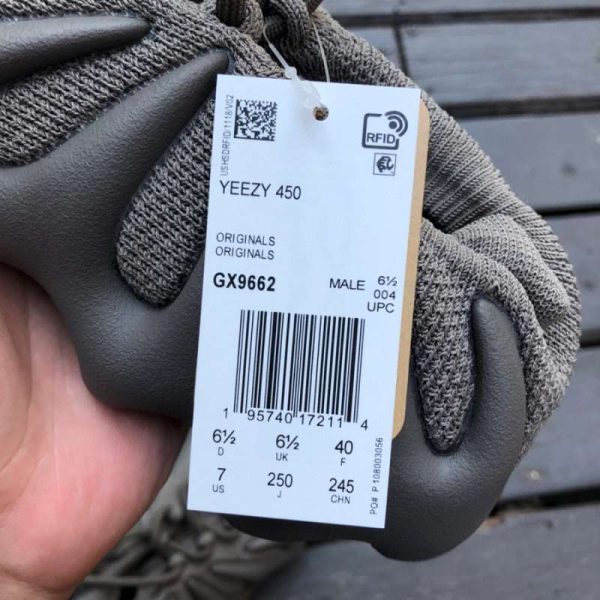 USHSDRFID/1118/V02
RFID
YEEZY 450
ORIGINALS
ORIGINALS
GX9662
MALE 6½
004
UPC
1 95740 17211 4
6½ 6½ 40
D UK F
7 250 245
US J CHN
PO# P 108003056